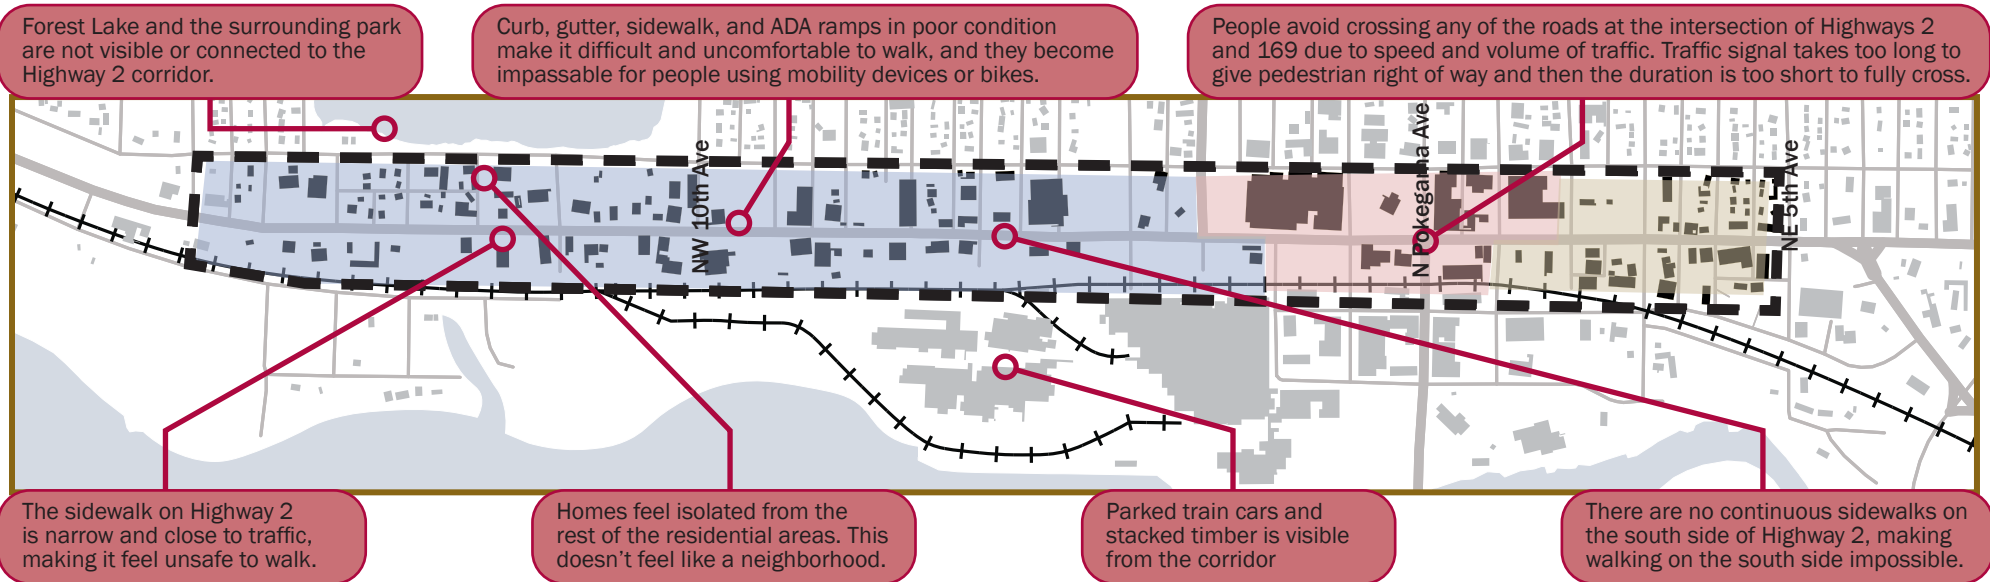 Forest Lake and the surrounding park
are not visible or connected to the
Highway 2 corridor.
Curb, gutter, sidewalk, and ADA ramps in poor condition
make it difficult and uncomfortable to walk, and they become
impassable for people using mobility devices or bikes.
People avoid crossing any of the roads at the intersection of Highways 2
and 169 due to speed and volume of traffic. Traffic signal takes too long to
give pedestrian right of way and then the duration is too short to fully cross.
NW 10th Ave
N Pokegama Ave
NE 5th Ave
The sidewalk on Highway 2
is narrow and close to traffic,
making it feel unsafe to walk.
Homes feel isolated from the
rest of the residential areas. This
doesn’t feel like a neighborhood.
Parked train cars and
stacked timber is visible
from the corridor
There are no continuous sidewalks on
the south side of Highway 2, making
walking on the south side impossible.